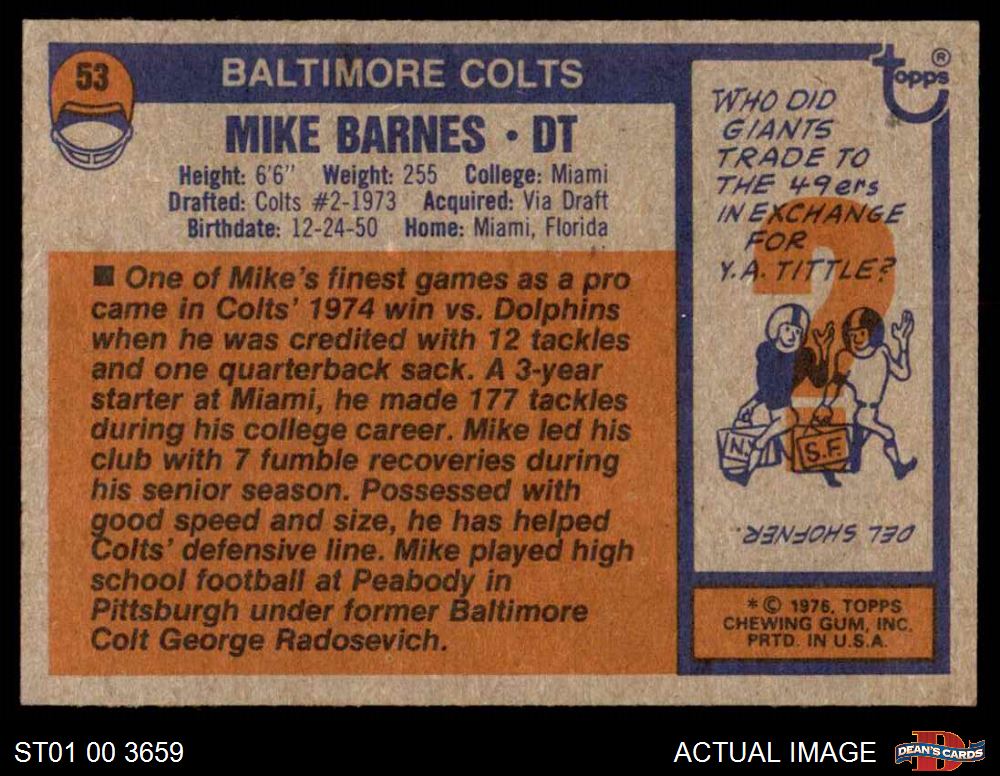 53
BALTIMORE COLTS
MIKE BARNES • DT
Height: 6'6" Weight: 255 College: Miami
Drafted: Colts #2-1973 Acquired: Via Draft
Birthdate: 12-24-50 Home: Miami, Florida
■ One of Mike's finest games as a pro
came in Colts' 1974 win vs. Dolphins
when he was credited with 12 tackles
and one quarterback sack. A 3-year
starter at Miami, he made 177 tackles
during his college career. Mike led his
club with 7 fumble recoveries during
his senior season. Possessed with
good speed and size, he has helped
Colts' defensive line. Mike played high
school football at Peabody in
Pittsburgh under former Baltimore
Colt George Radosevich.
topps ®
WHO DID
GIANTS
TRADE TO
THE 49ers
IN EXCHANGE
FOR
Y.A. TITTLE?
?
N.Y.
S.F.
DEL SHOFNER.
* © 1976, TOPPS
CHEWING GUM, INC.
PRTD. IN U.S.A.
ST01 00 3659
ACTUAL IMAGE
D
DEAN'S CARDS